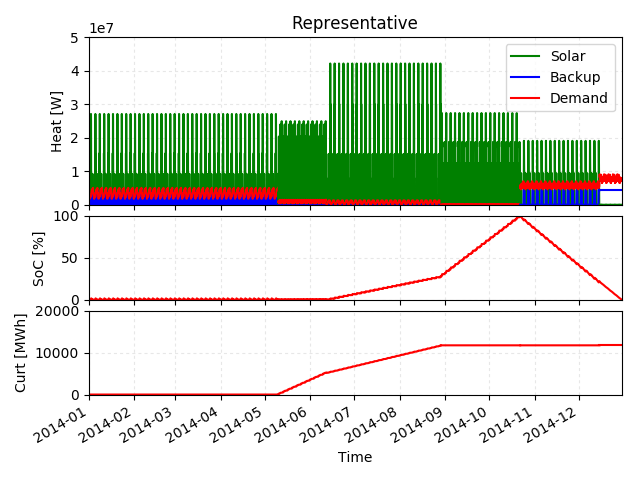 Representative
1e7
Heat [W]
5
4
3
2
1
0
Solar
Backup
Demand
SoC [%]
100
50
0
Curt [MWh]
20000
10000
0
2014-01
2014-02
2014-03
2014-04
2014-05
2014-06
2014-07
2014-08
2014-09
2014-10
2014-11
2014-12
Time